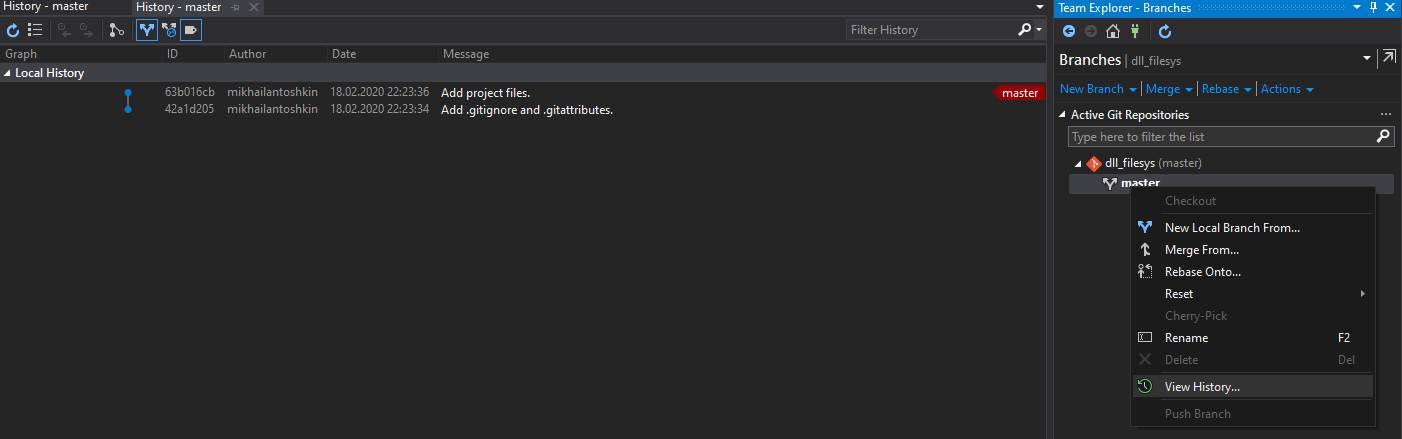 History - master
History - master
Filter History
Graph ID Author Date Message
Local History
63b016cb mikhailantoshkin 18.02.2020 22:23:36 Add project files. master
42a1d205 mikhailantoshkin 18.02.2020 22:23:34 Add .gitignore and .gitattributes.
Team Explorer - Branches
Branches | dll_filesys
New Branch | Merge | Rebase | Actions
Active Git Repositories
Type here to filter the list
dll_filesys (master)
master
Checkout
New Local Branch From...
Merge From...
Rebase Onto...
Reset
Cherry-Pick
Rename F2
Delete Del
View History...
Push Branch